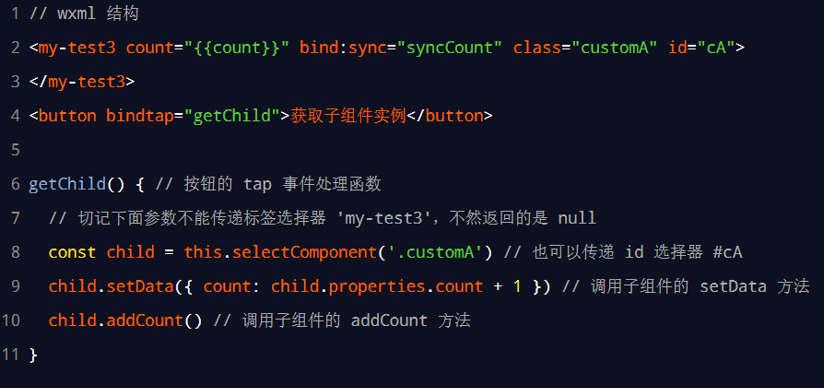 1 // wxml 结构
2 <my-test3 count="{{count}}" bind:sync="syncCount" class="customA" id="cA">
3 </my-test3>
4 <button bindtap="getChild">获取子组件实例</button>
5
6 getChild() { // 按钮的 tap 事件处理函数
7 // 切记下面参数不能传递标签选择器 'my-test3'，不然返回的是 null
8 const child = this.selectComponent('.customA') // 也可以传递 id 选择器 #cA
9 child.setData({ count: child.properties.count + 1 }) // 调用子组件的 setData 方法
10 child.addCount() // 调用子组件的 addCount 方法
11 }